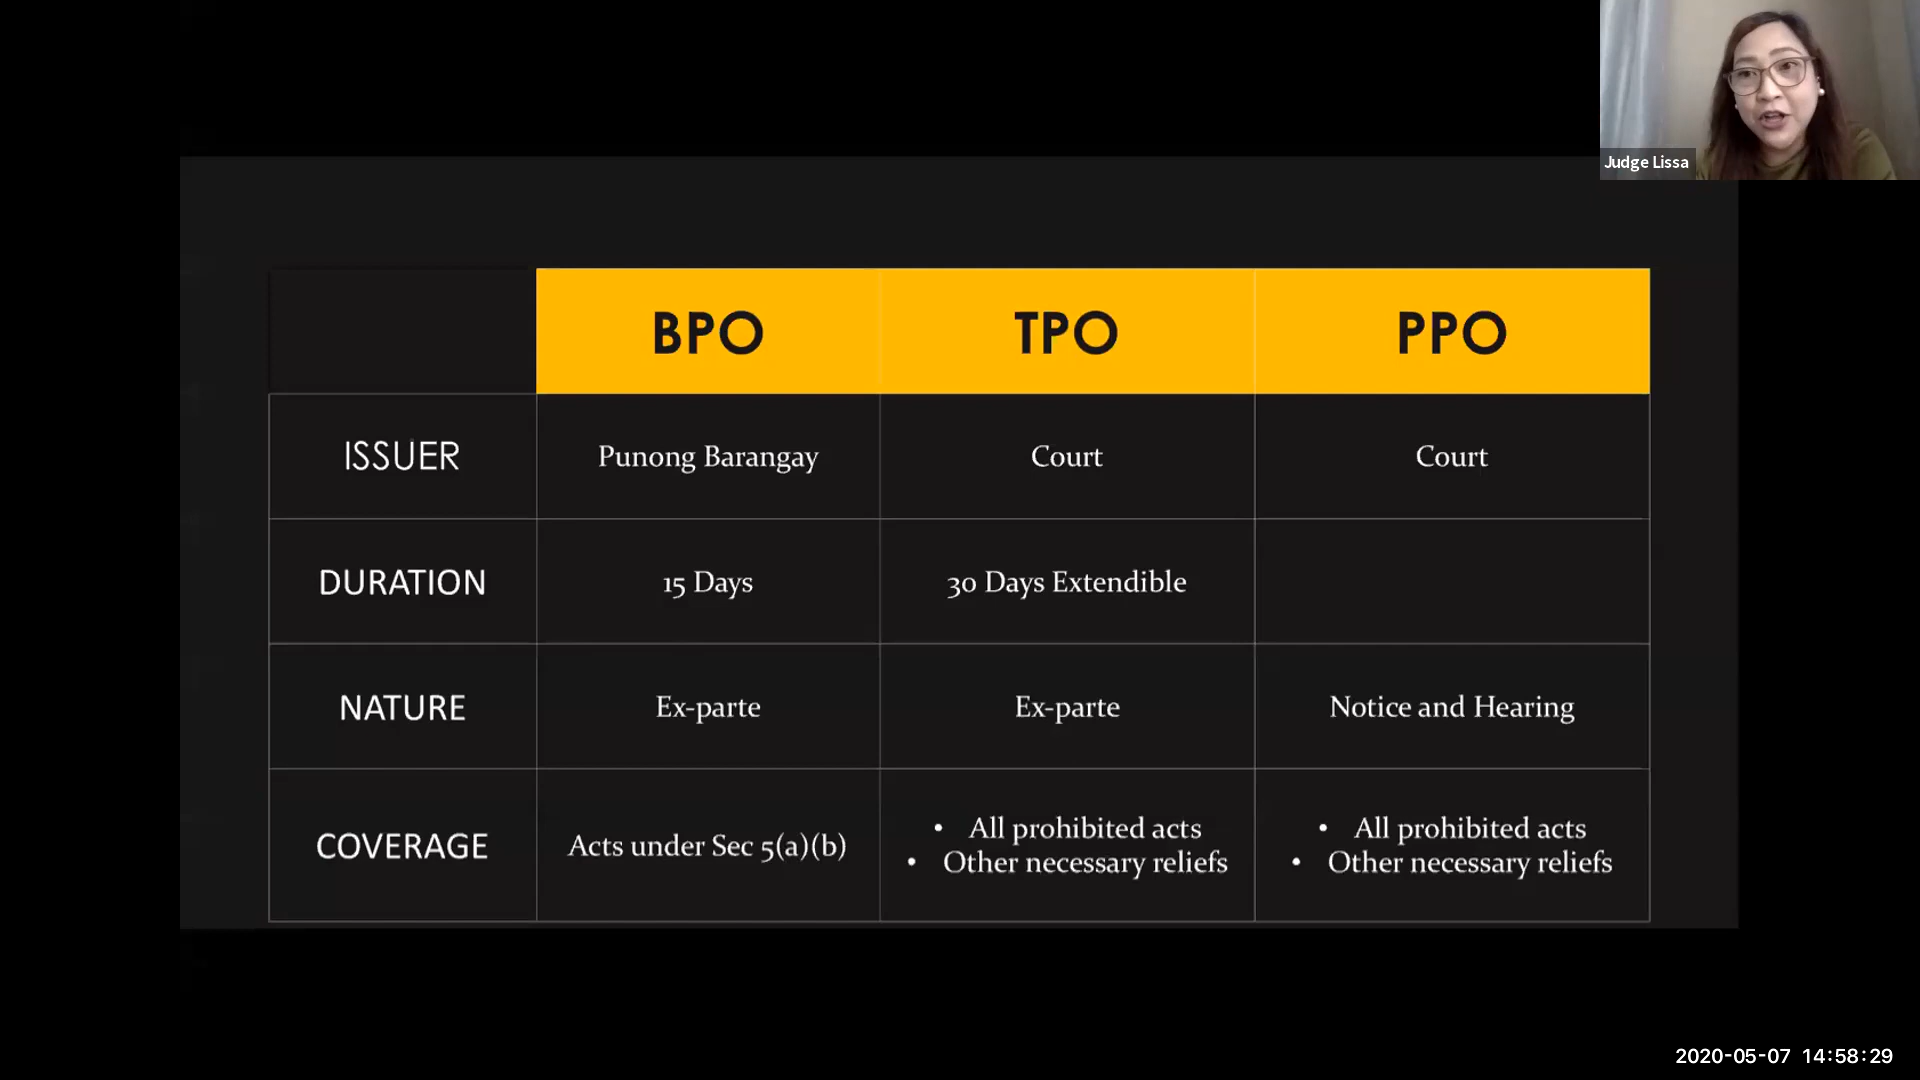 Judge Lissa
BPO TPO PPO
ISSUER Punong Barangay Court Court
DURATION 15 Days 30 Days Extendible
NATURE Ex-parte Ex-parte Notice and Hearing
COVERAGE Acts under Sec 5(a)(b)
• All prohibited acts
• Other necessary reliefs
• All prohibited acts
• Other necessary reliefs
2020-05-07 14:58:29